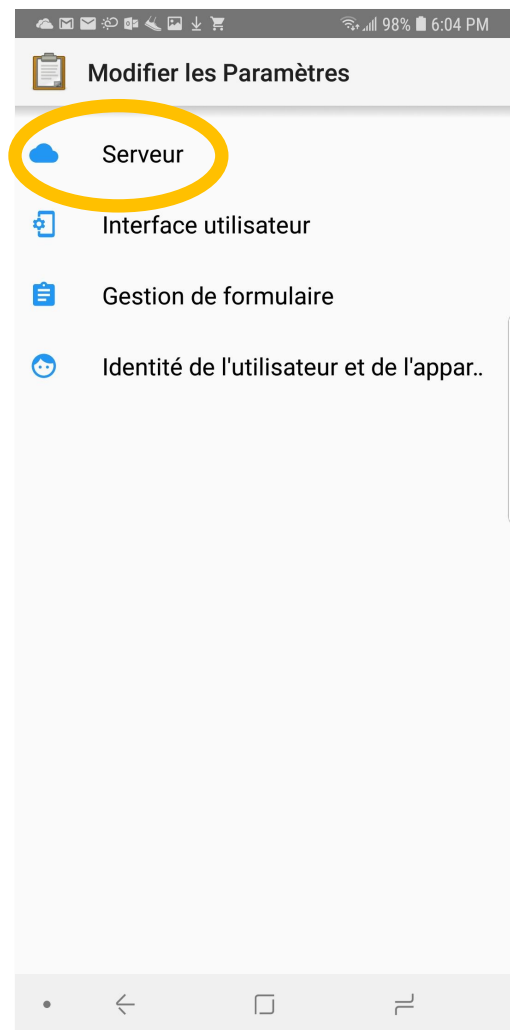 98% 6:04 PM
Modifier les Paramètres
Serveur
Interface utilisateur
Gestion de formulaire
Identité de l'utilisateur et de l'appar..